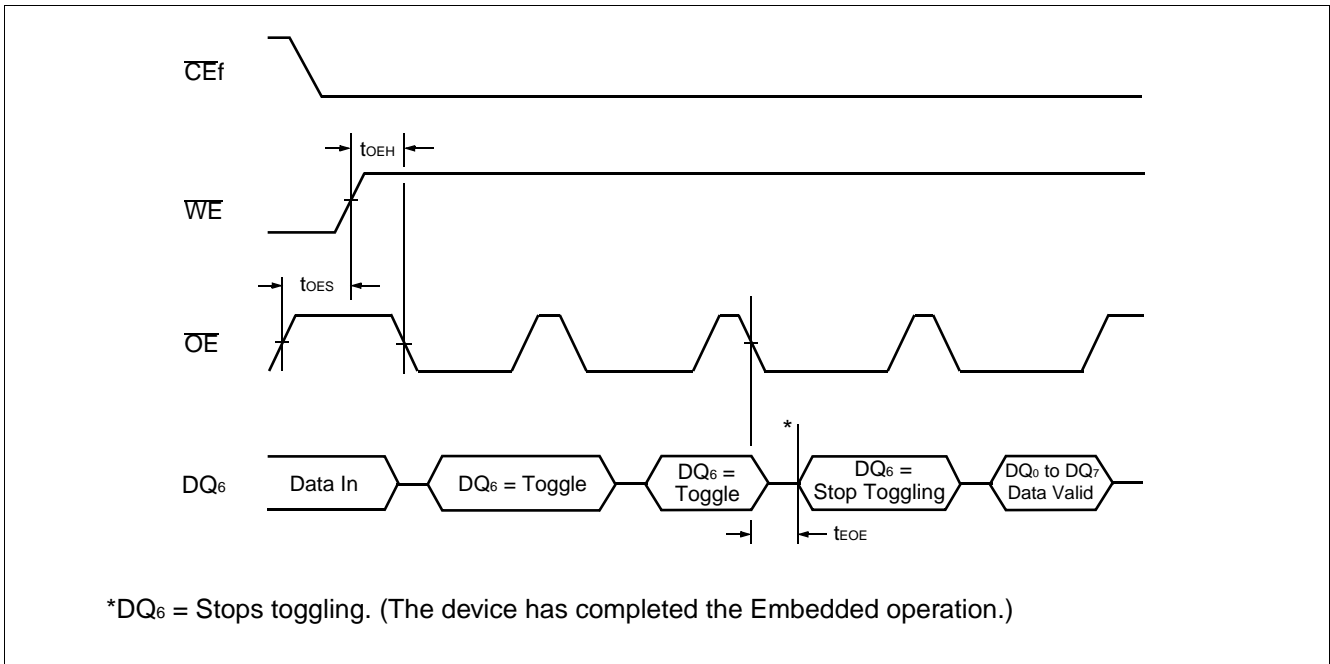 CEf
tOEH
WE
tOES
OE
*
DQ6
Data In
DQ6 = Toggle
DQ6 =
Toggle
DQ6 =
Stop Toggling
DQ0 to DQ7
Data Valid
tEOE
*DQ6 = Stops toggling. (The device has completed the Embedded operation.)